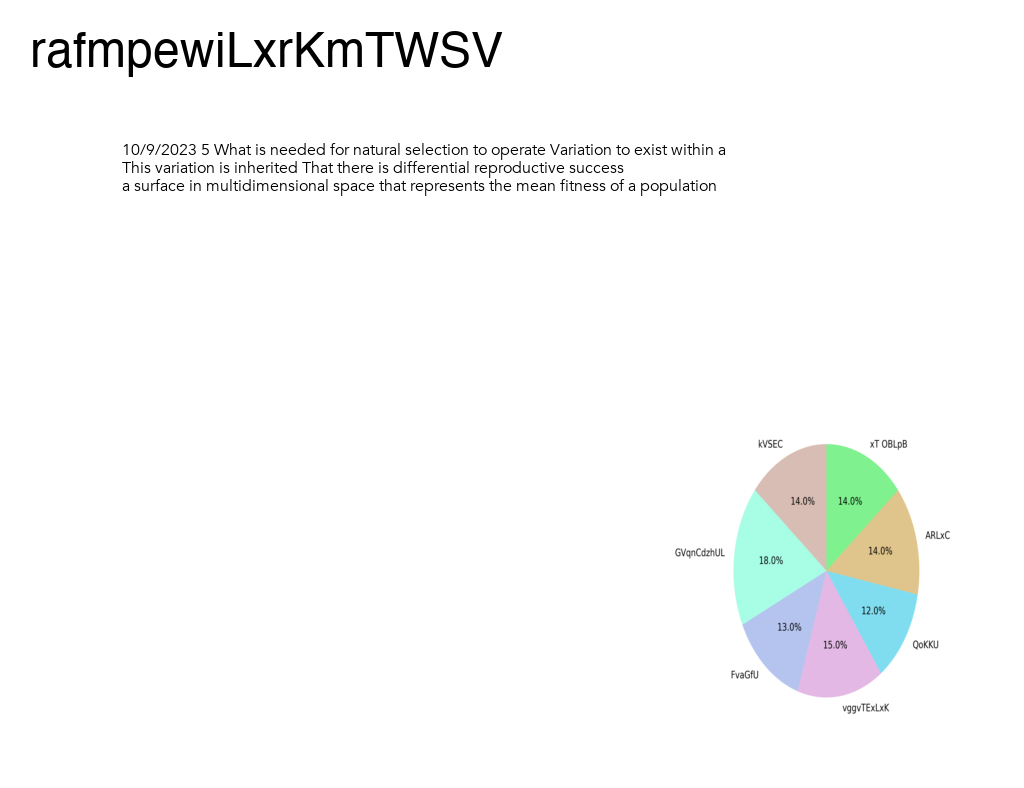 rafmpewiLxrKmTWSV
10/9/2023 5 What is needed for natural selection to operate Variation to exist within a
This variation is inherited That there is differential reproductive success
a surface in multidimensional space that represents the mean fitness of a population
kVSEC
xT OBLpB
14.0%
14.0%
ARLxC
GVqnCdzhUL
14.0%
18.0%
12.0%
13.0%
15.0%
QoKKU
FvaGfU
vggvTExLxK